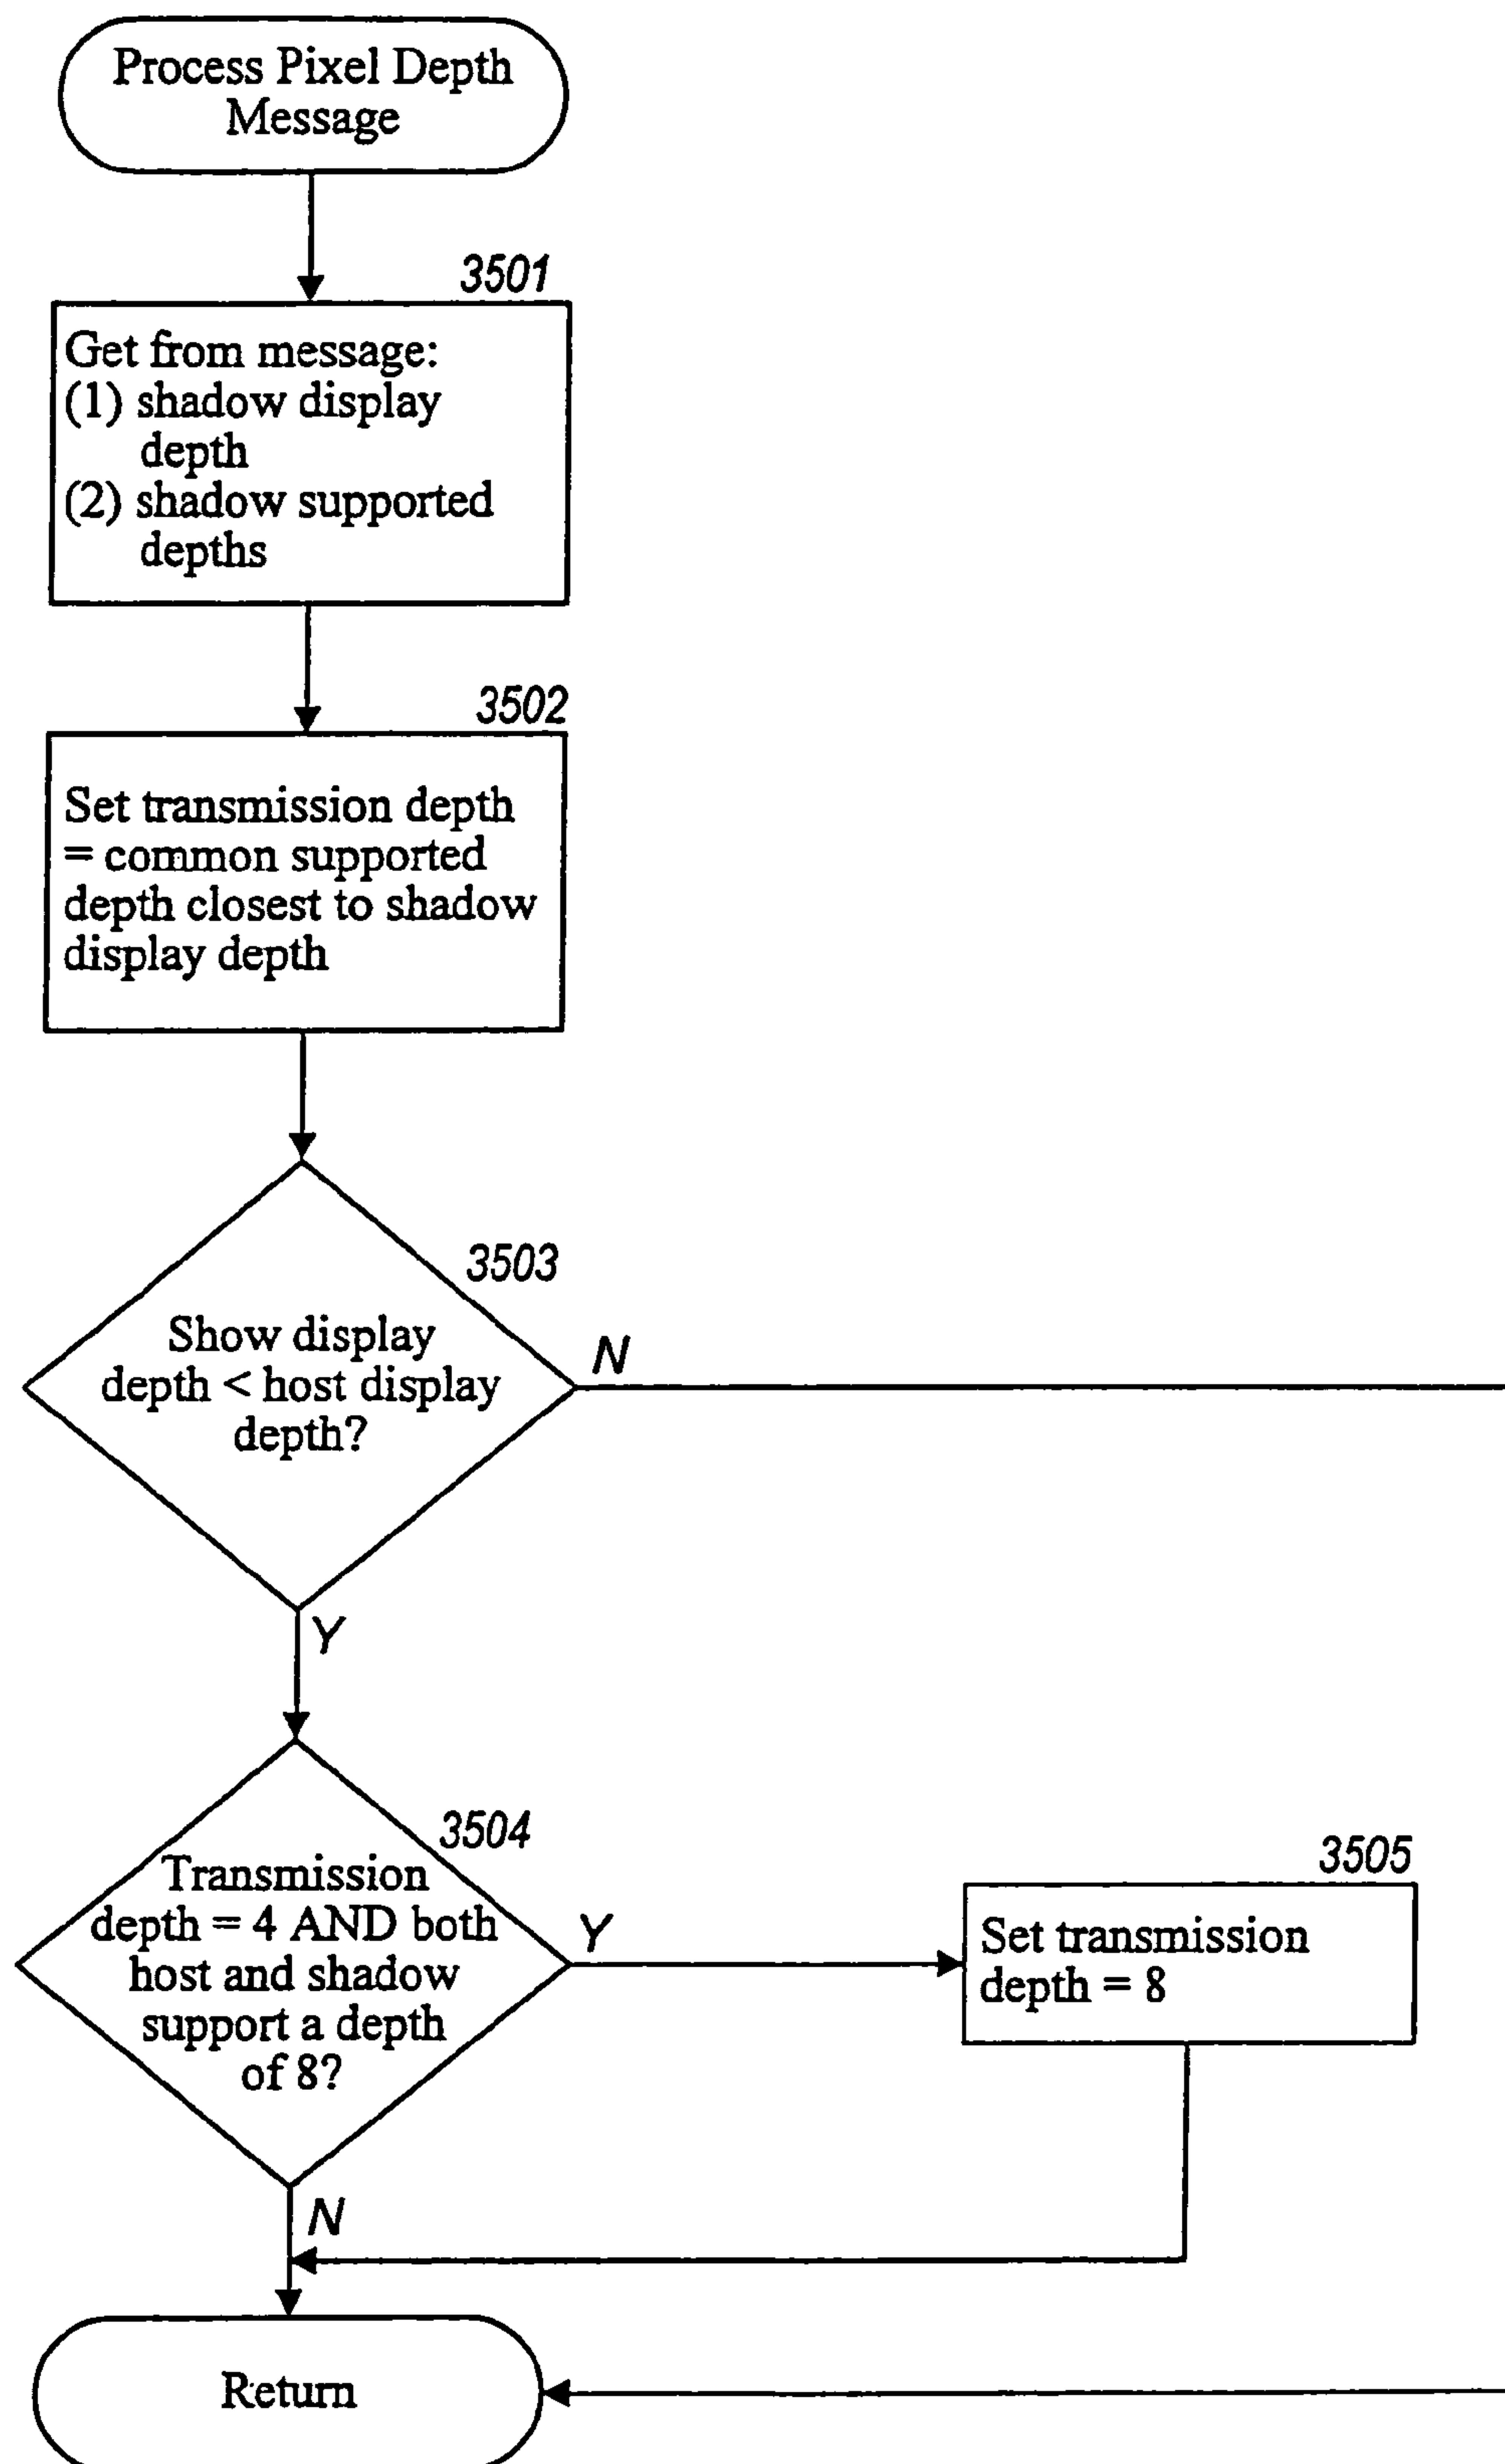 Process Pixel Depth
Message
3501
Get from message:
(1) shadow display
depth
(2) shadow supported
depths
3502
Set transmission depth
= common supported
depth closest to shadow
display depth
3503
Show display
depth < host display
depth?
N
Y
3504
Transmission
depth = 4 AND both
host and shadow
support a depth
of 8?
Y
3505
Set transmission
depth = 8
N
Return